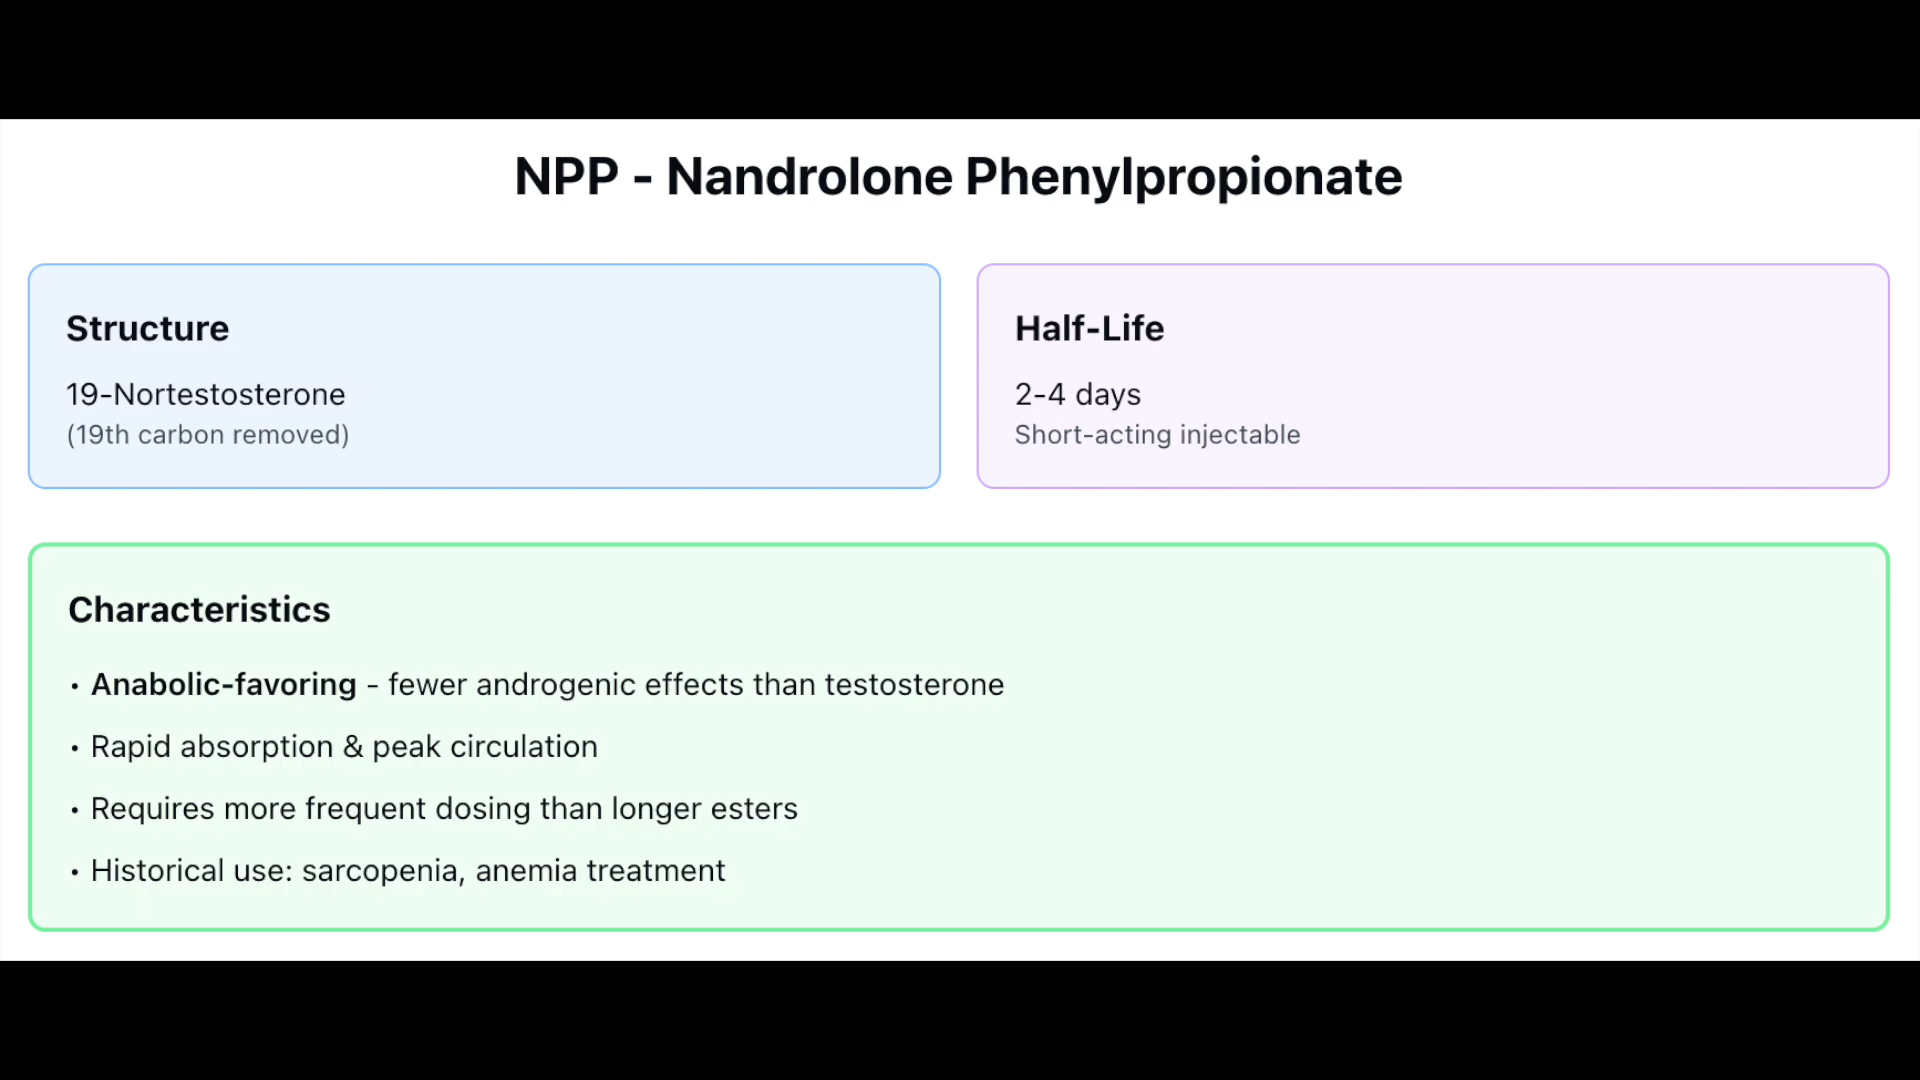 NPP - Nandrolone Phenylpropionate
Structure
19-Nortestosterone
(19th carbon removed)
Half-Life
2-4 days
Short-acting injectable
Characteristics
• Anabolic-favoring - fewer androgenic effects than testosterone
• Rapid absorption & peak circulation
• Requires more frequent dosing than longer esters
• Historical use: sarcopenia, anemia treatment